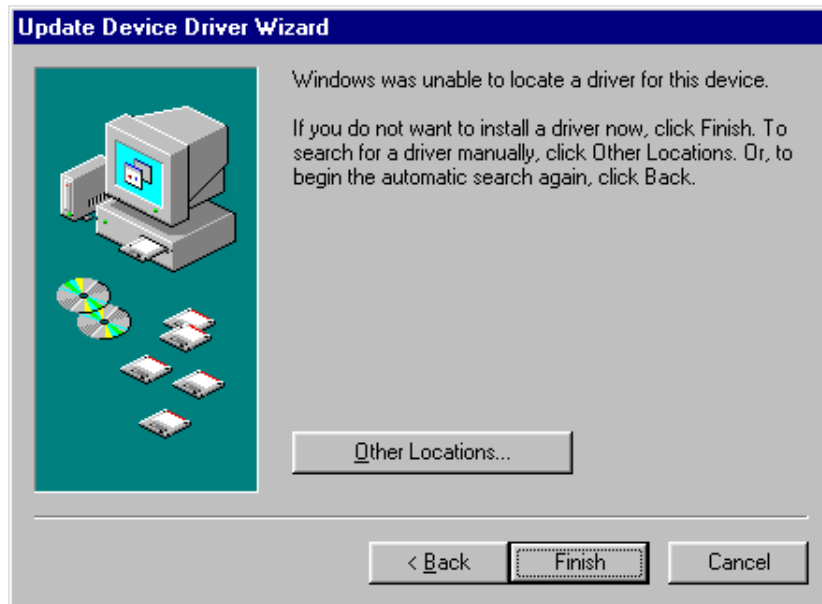 Update Device Driver Wizard
Windows was unable to locate a driver for this device.
If you do not want to install a driver now, click Finish. To
search for a driver manually, click Other Locations. Or, to
begin the automatic search again, click Back.
Other Locations...
< Back
Finish
Cancel